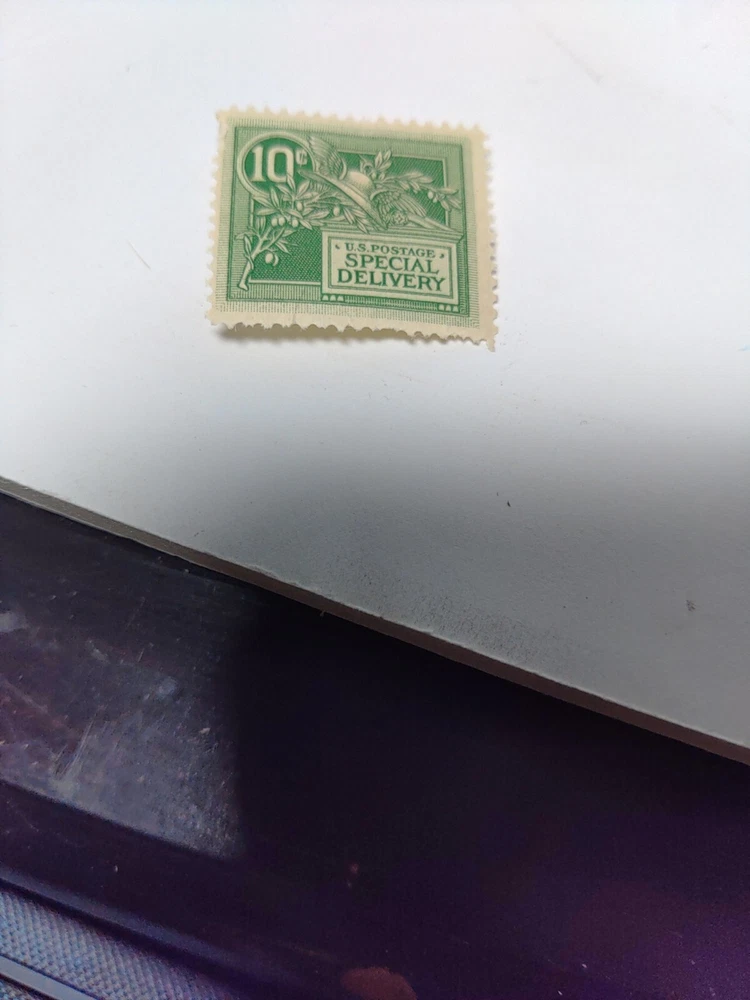 10¢
U.S. POSTAGE
SPECIAL
DELIVERY